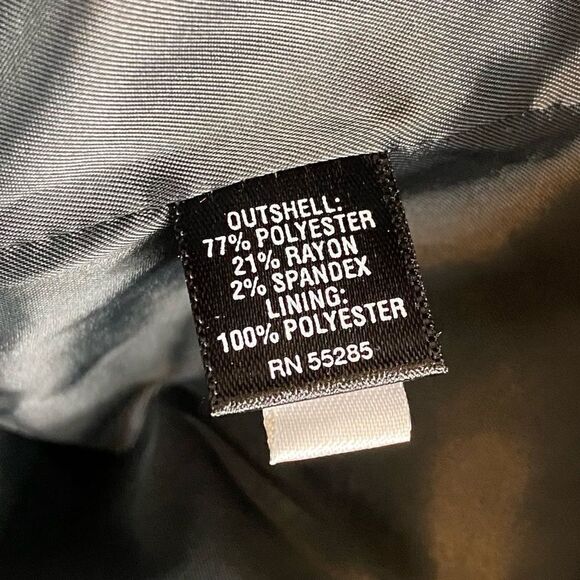 OUTSHELL:
77% POLYESTER
21% RAYON
2% SPANDEX
LINING:
100% POLYESTER
RN 55285